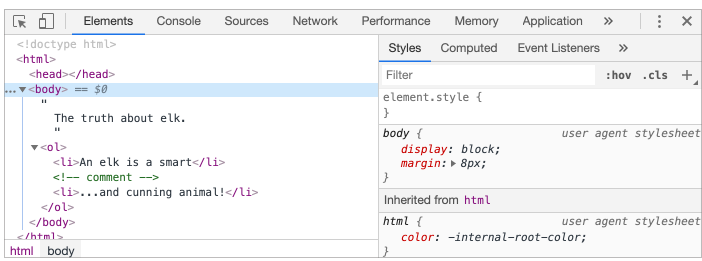 Elements Console Sources Network Performance Memory Application »
<!doctype html>
<html>
<head></head>
… ▼<body> == $0
"
The truth about elk.
"
▼<ol>
<li>An elk is a smart</li>
<!-- comment -->
<li>...and cunning animal!</li>
</ol>
</body>
</html>
html body
Styles Computed Event Listeners »
Filter :hov .cls +
element.style {
}
body { user agent stylesheet
display: block;
margin: ▶ 8px;
}
Inherited from html
html { user agent stylesheet
color: -internal-root-color;
}